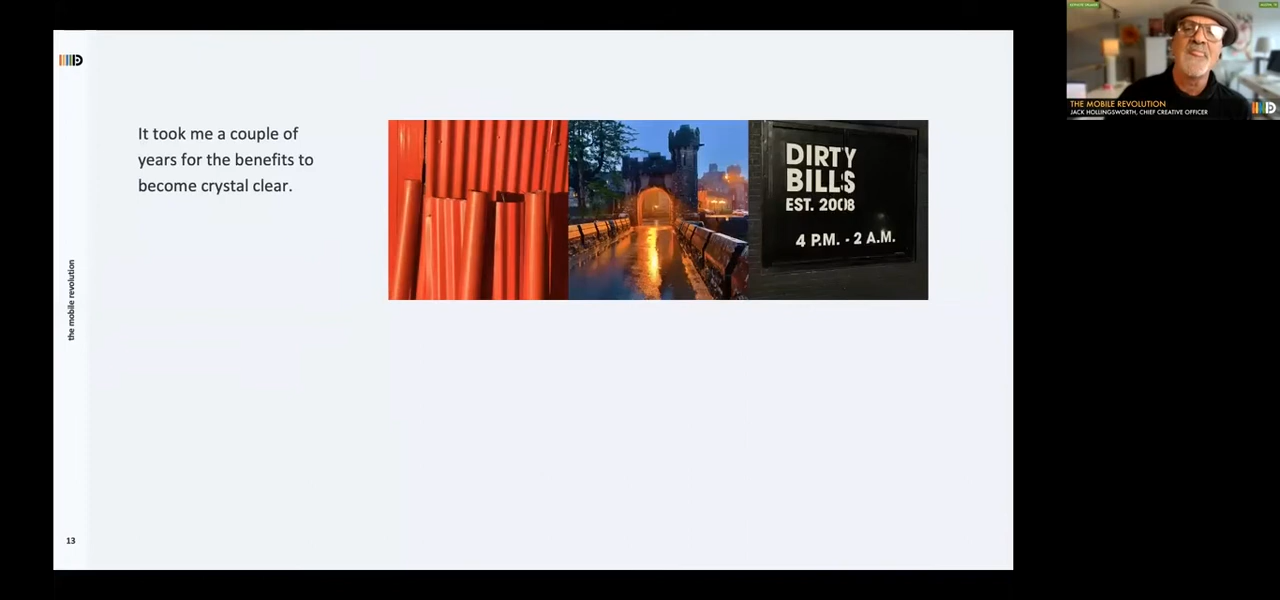 It took me a couple of
years for the benefits to
become crystal clear.
DIRTY
BILLS
EST. 2008
4 P.M. - 2 A.M.
the mobile revolution
13
THE MOBILE REVOLUTION
JACK HOLLINGSWORTH, CHIEF CREATIVE OFFICER